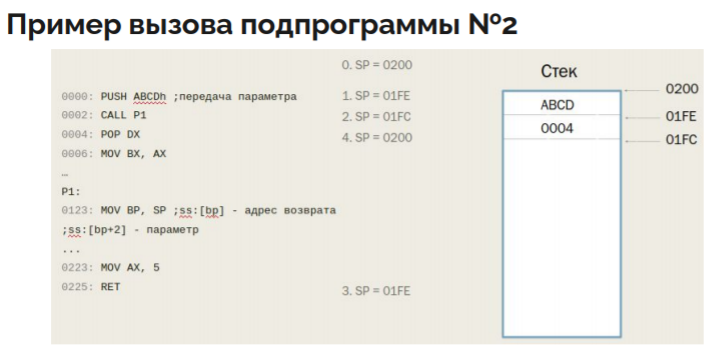 Пример вызова подпрограммы №2
0. SP = 0200
Стек
0200
0000: PUSH ABCDh ;передача параметра
1. SP = 01FE
ABCD
0002: CALL P1
2. SP = 01FC
01FE
0004
0004: POP DX
4. SP = 0200
01FC
0006: MOV BX, AX
…
P1:
0123: MOV BP, SP ;ss:[bp] - адрес возврата
;ss:[bp+2] - параметр
...
0223: MOV AX, 5
0225: RET
3. SP = 01FE